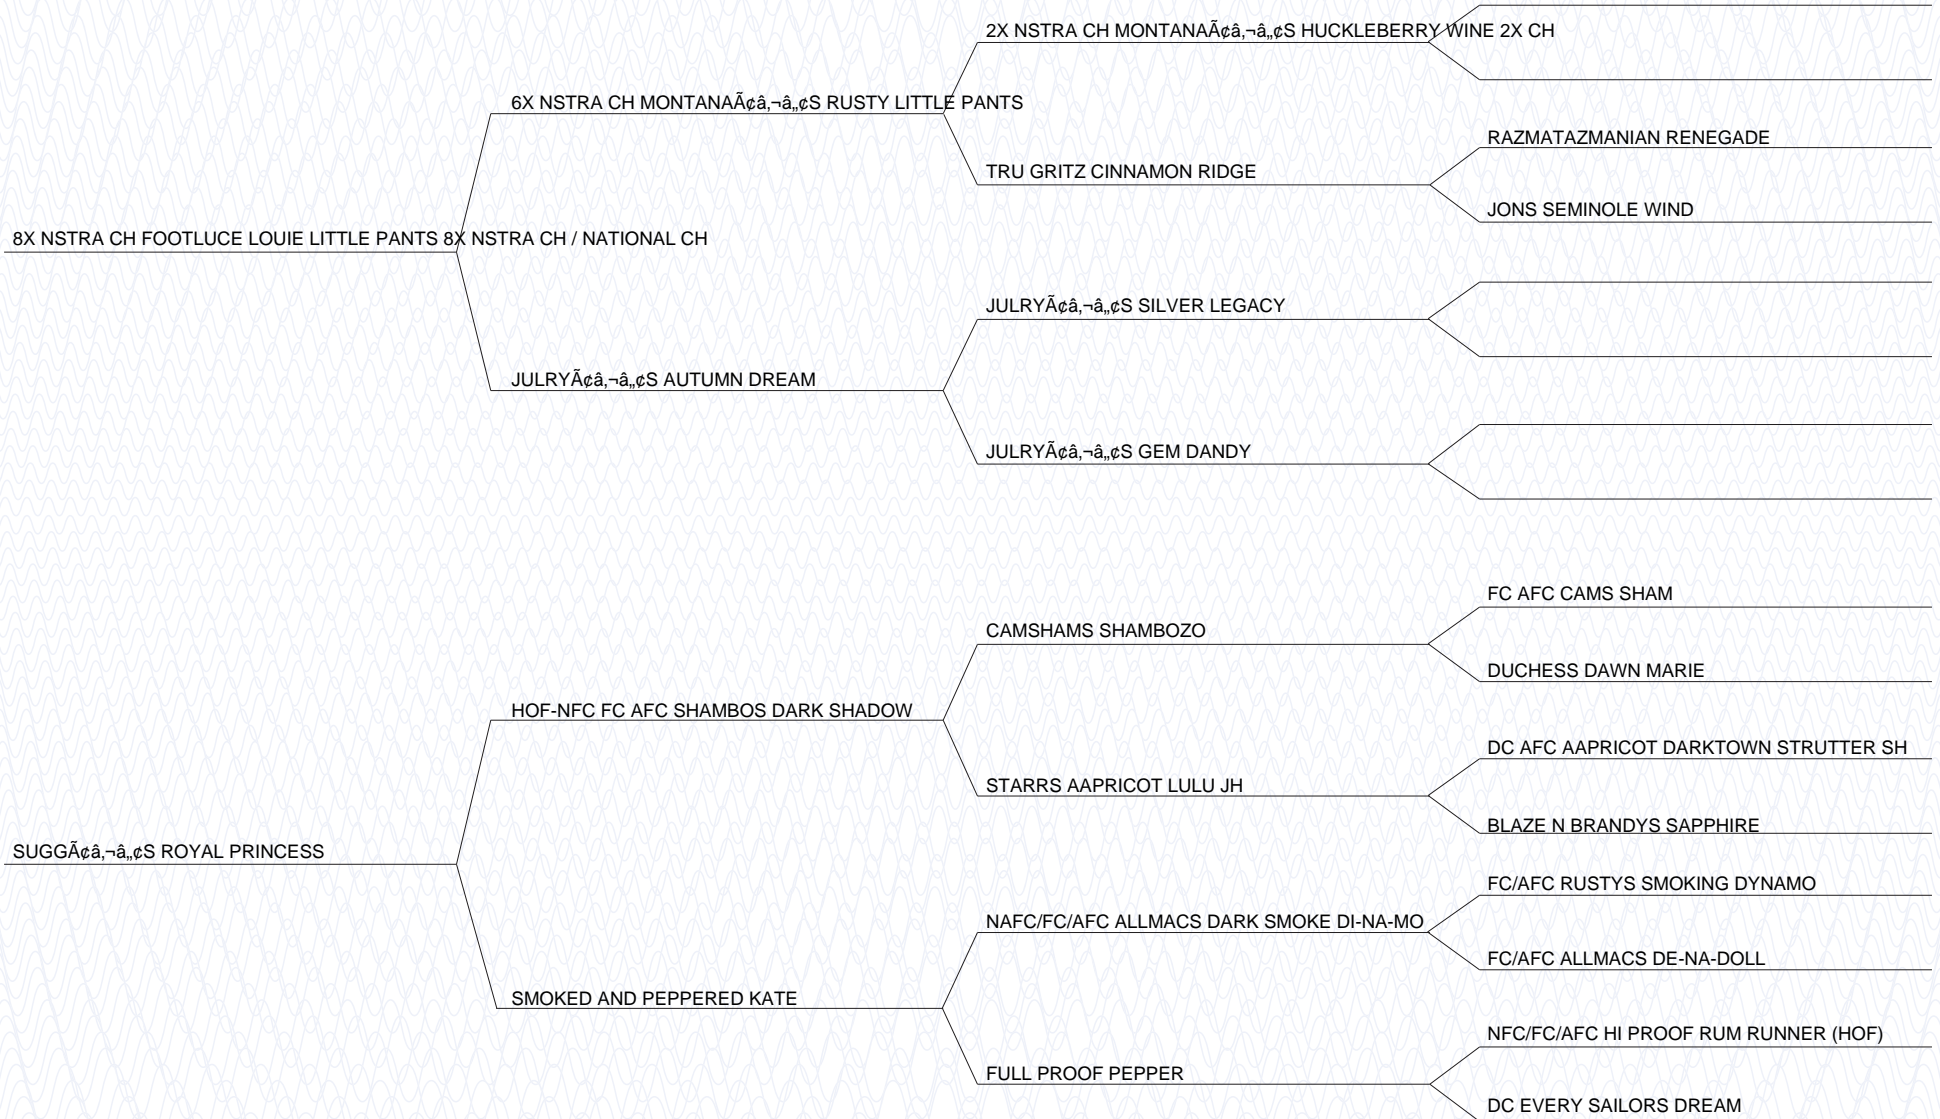 2X NSTRA CH MONTANAÃ¢â‚¬â„¢S HUCKLEBERRY WINE 2X CH
6X NSTRA CH MONTANAÃ¢â‚¬â„¢S RUSTY LITTLE PANTS
RAZMATAZMANIAN RENEGADE
TRU GRITZ CINNAMON RIDGE
JONS SEMINOLE WIND
8X NSTRA CH FOOTLUCE LOUIE LITTLE PANTS 8X NSTRA CH / NATIONAL CH
JULRYÃ¢â‚¬â„¢S SILVER LEGACY
JULRYÃ¢â‚¬â„¢S AUTUMN DREAM
JULRYÃ¢â‚¬â„¢S GEM DANDY
FC AFC CAMS SHAM
CAMSHAMS SHAMBOZO
DUCHESS DAWN MARIE
HOF-NFC FC AFC SHAMBOS DARK SHADOW
DC AFC AAPRICOT DARKTOWN STRUTTER SH
STARRS AAPRICOT LULU JH
BLAZE N BRANDYS SAPPHIRE
SUGGÃ¢â‚¬â„¢S ROYAL PRINCESS
FC/AFC RUSTYS SMOKING DYNAMO
NAFC/FC/AFC ALLMACS DARK SMOKE DI-NA-MO
FC/AFC ALLMACS DE-NA-DOLL
SMOKED AND PEPPERED KATE
NFC/FC/AFC HI PROOF RUM RUNNER (HOF)
FULL PROOF PEPPER
DC EVERY SAILORS DREAM